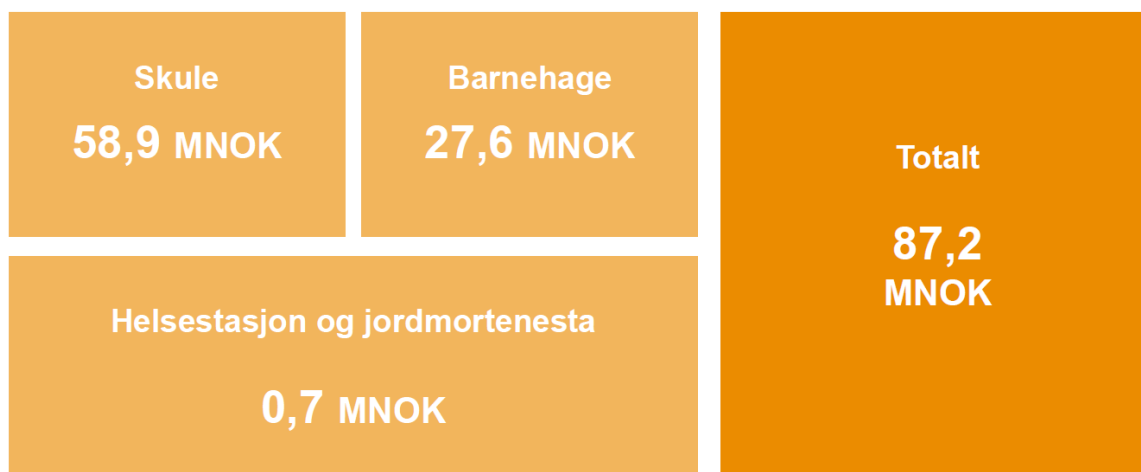 Skule
58,9 MNOK
Barnehage
27,6 MNOK
Helsestasjon og jordmortenesta
0,7 MNOK
Totalt
87,2
MNOK